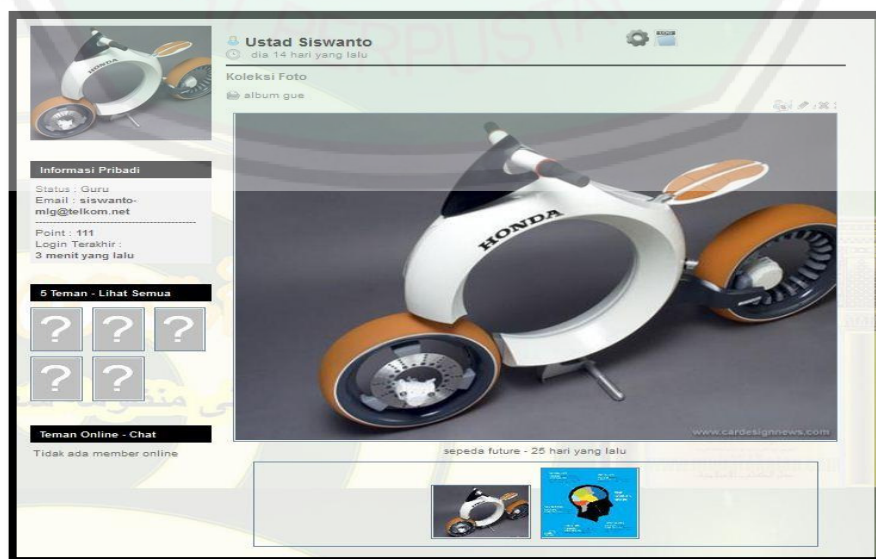 PERPUST
Ustad Siswanto
dia 14 hari yang lalu
Koleksi Foto
album gue
HONDA
Informasi Pribadi
Status : Guru
Email : siswanto-
mlg@telkom.net
Point : 111
Login Terakhir :
3 menit yang lalu
5 Teman - Lihat Semua
? ? ?
? ?
Teman Online - Chat
Tidak ada member online
HONDA
www.cardesignnews.com
sepeda future - 25 hari yang lalu